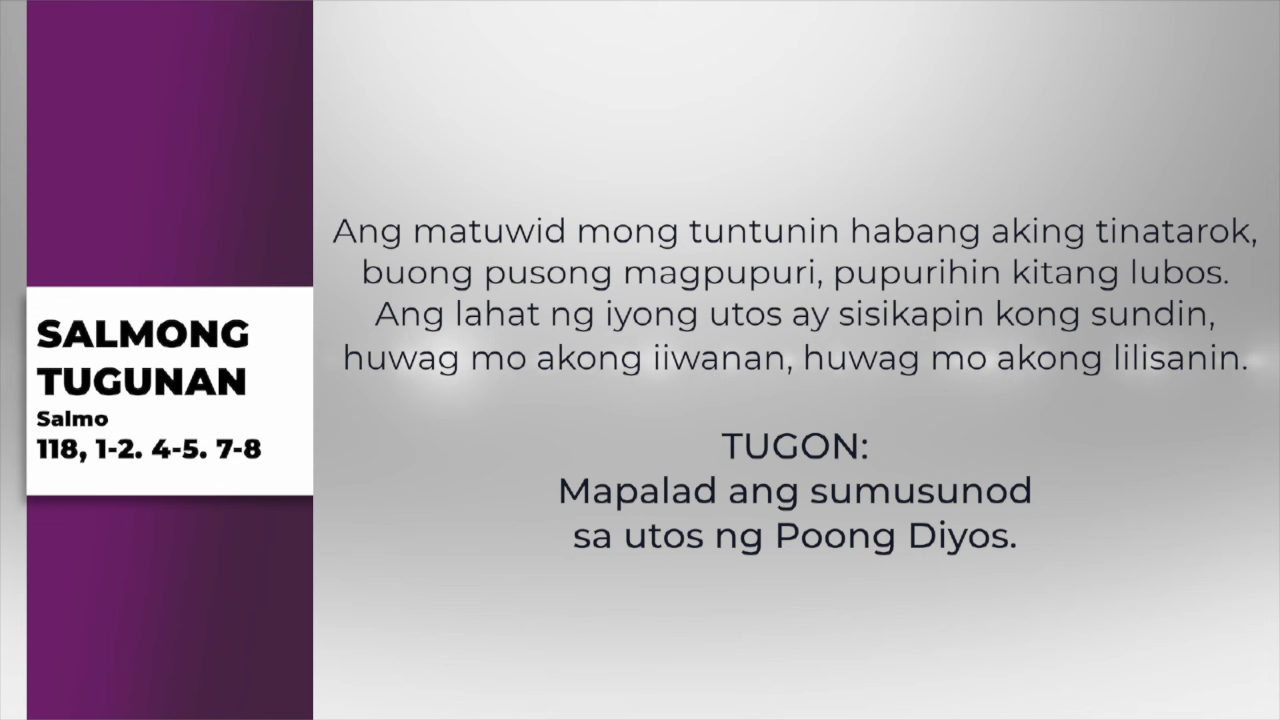 SALMONG
TUGUNAN
Salmo
118, 1-2. 4-5. 7-8
Ang matuwid mong tuntunin habang aking tinatarok,
buong pusong magpupuri, pupurihin kitang lubos.
Ang lahat ng iyong utos ay sisikapin kong sundin,
huwag mo akong iiwanan, huwag mo akong lilisanin.
TUGON:
Mapalad ang sumusunod
sa utos ng Poong Diyos.